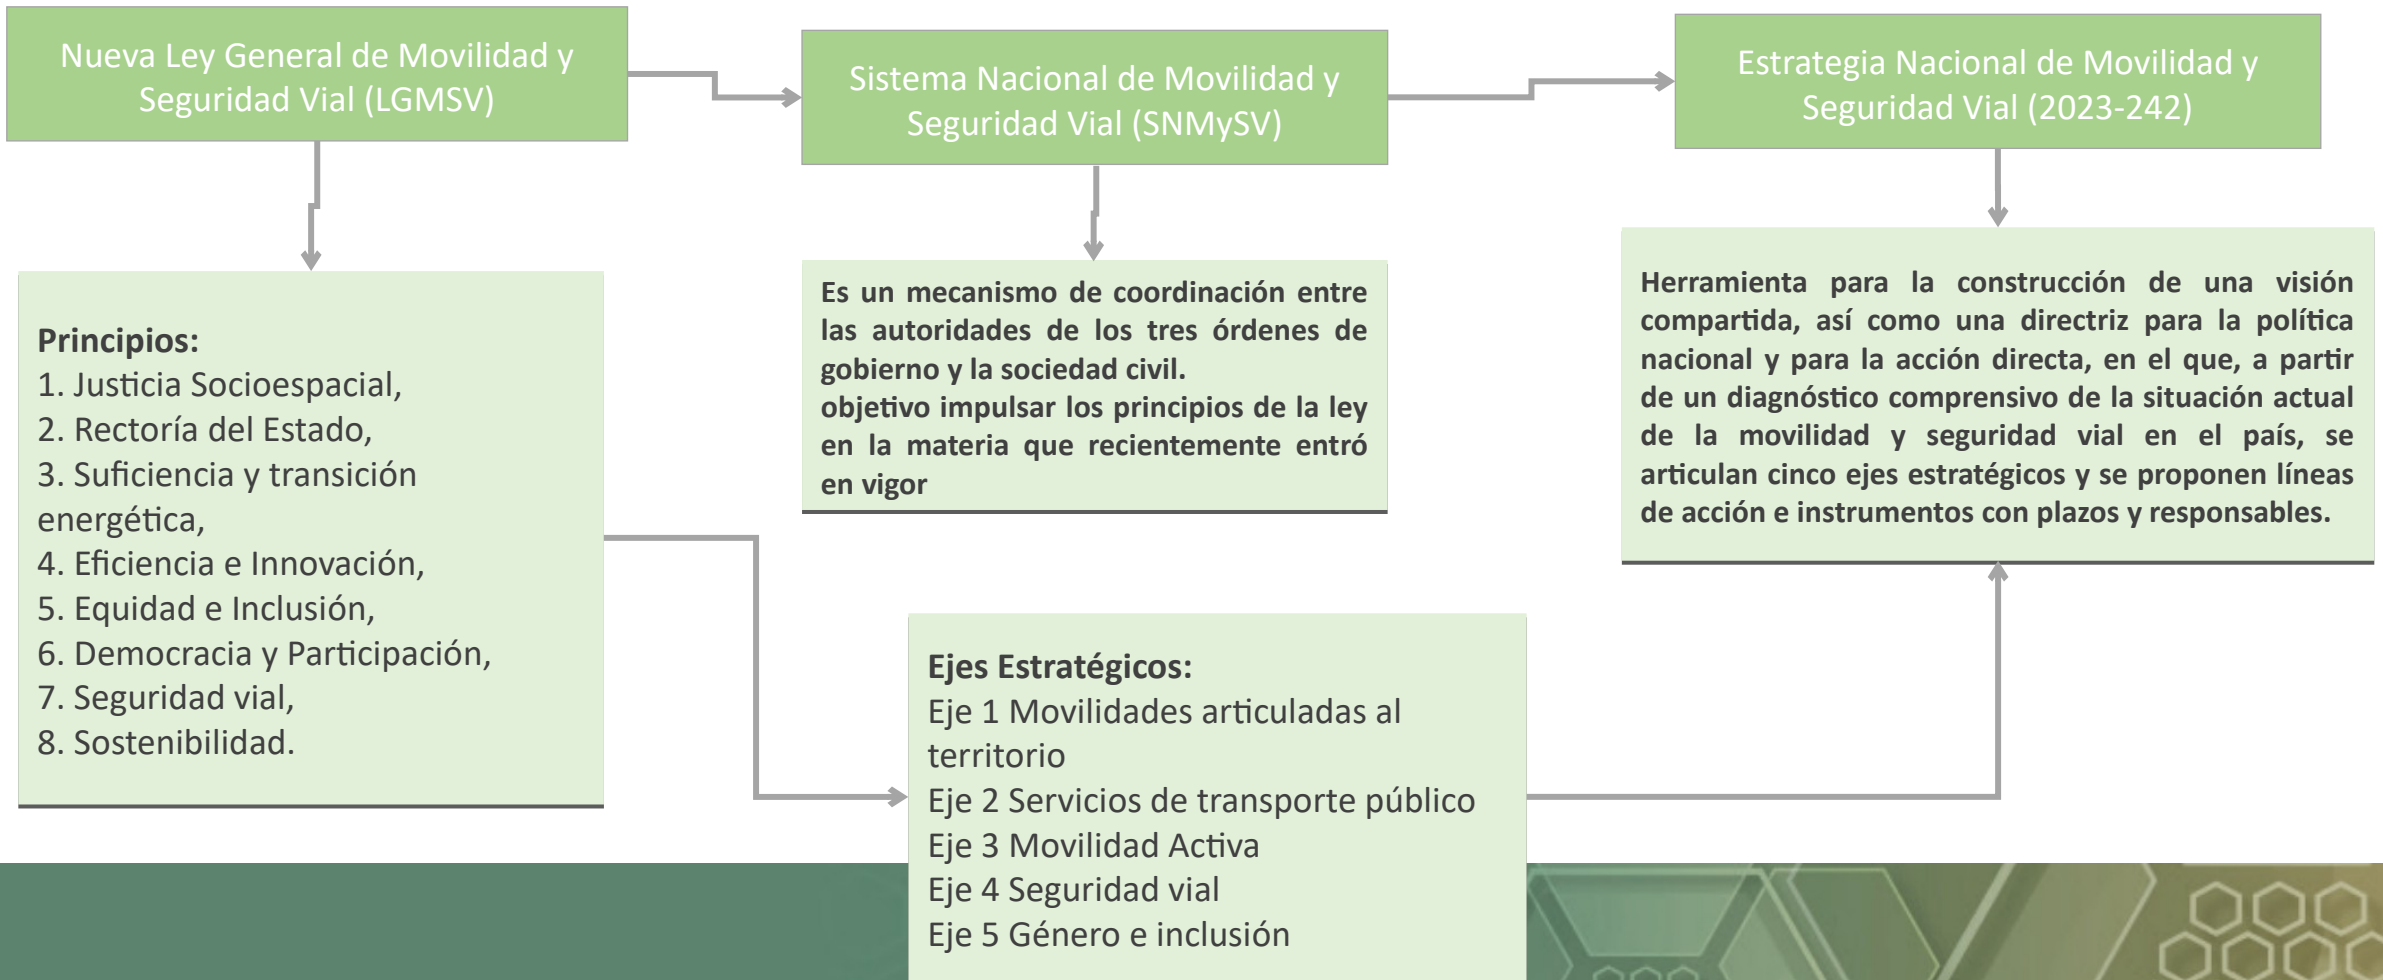 Nueva Ley General de Movilidad y
Seguridad Vial (LGMSV)
Sistema Nacional de Movilidad y
Seguridad Vial (SNMySV)
Estrategia Nacional de Movilidad y
Seguridad Vial (2023-242)
Principios:
1. Justicia Socioespacial,
2. Rectoría del Estado,
3. Suficiencia y transición
energética,
4. Eficiencia e Innovación,
5. Equidad e Inclusión,
6. Democracia y Participación,
7. Seguridad vial,
8. Sostenibilidad.
Es un mecanismo de coordinación entre
las autoridades de los tres órdenes de
gobierno y la sociedad civil.
objetivo impulsar los principios de la ley
en la materia que recientemente entró
en vigor
Herramienta para la construcción de una visión
compartida, así como una directriz para la política
nacional y para la acción directa, en el que, a partir
de un diagnóstico comprensivo de la situación actual
de la movilidad y seguridad vial en el país, se
articulan cinco ejes estratégicos y se proponen líneas
de acción e instrumentos con plazos y responsables.
Ejes Estratégicos:
Eje 1 Movilidades articuladas al
territorio
Eje 2 Servicios de transporte público
Eje 3 Movilidad Activa
Eje 4 Seguridad vial
Eje 5 Género e inclusión